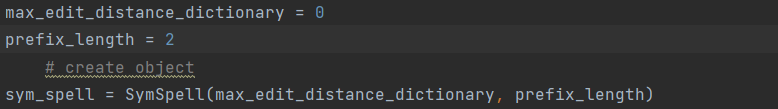 max_edit_distance_dictionary = 0
prefix_length = 2
# create object
sym_spell = SymSpell(max_edit_distance_dictionary, prefix_length)